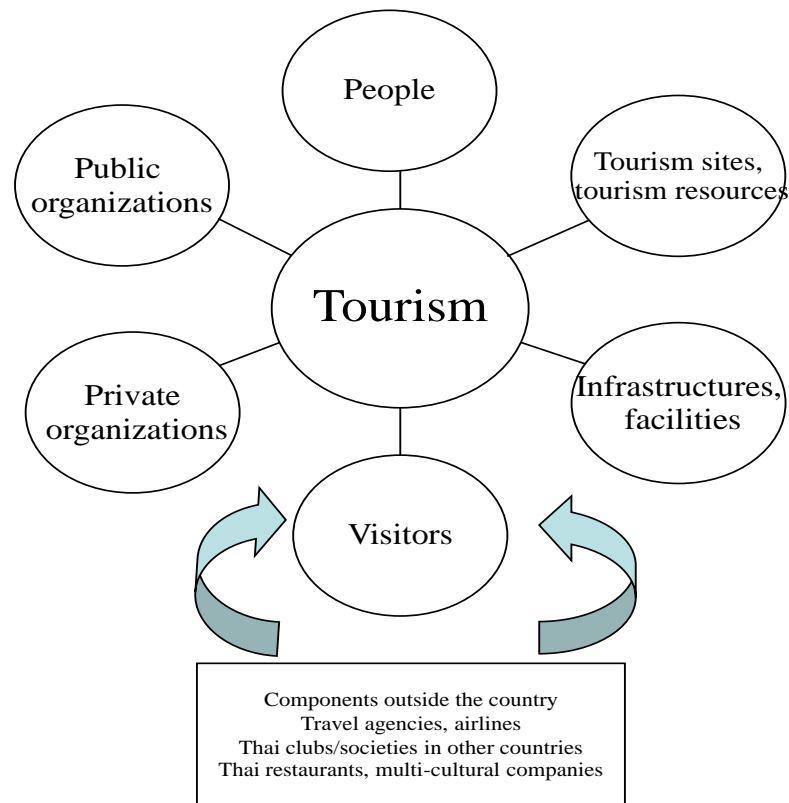 People
Public
organizations
Tourism sites,
tourism resources
Tourism
Private
organizations
Infrastructures,
facilities
Visitors
Components outside the country
Travel agencies, airlines
Thai clubs/societies in other countries
Thai restaurants, multi-cultural companies